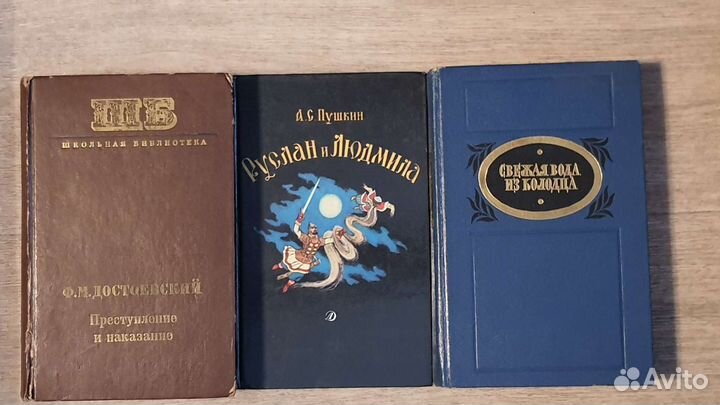 ШБ
ШКОЛЬНАЯ БИБЛИОТЕКА
Ф.М.ДОСТОЕВСКИЙ
Преступление
и наказание
А.С.ПУШКИН
РУСЛАН И ЛЮДМИЛА
Д
СВЕЖАЯ ВОДА
ИЗ КОЛОДЦА
Avito